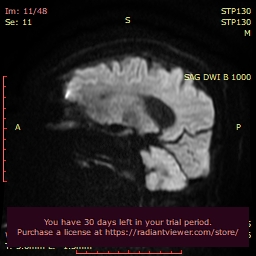 Im: 11/48
Se: 11
STP130
STP130
M
S
SAG DWI B 1000
A
P
You have 30 days left in your trial period.
Purchase a license at https://radiantviewer.com/store/